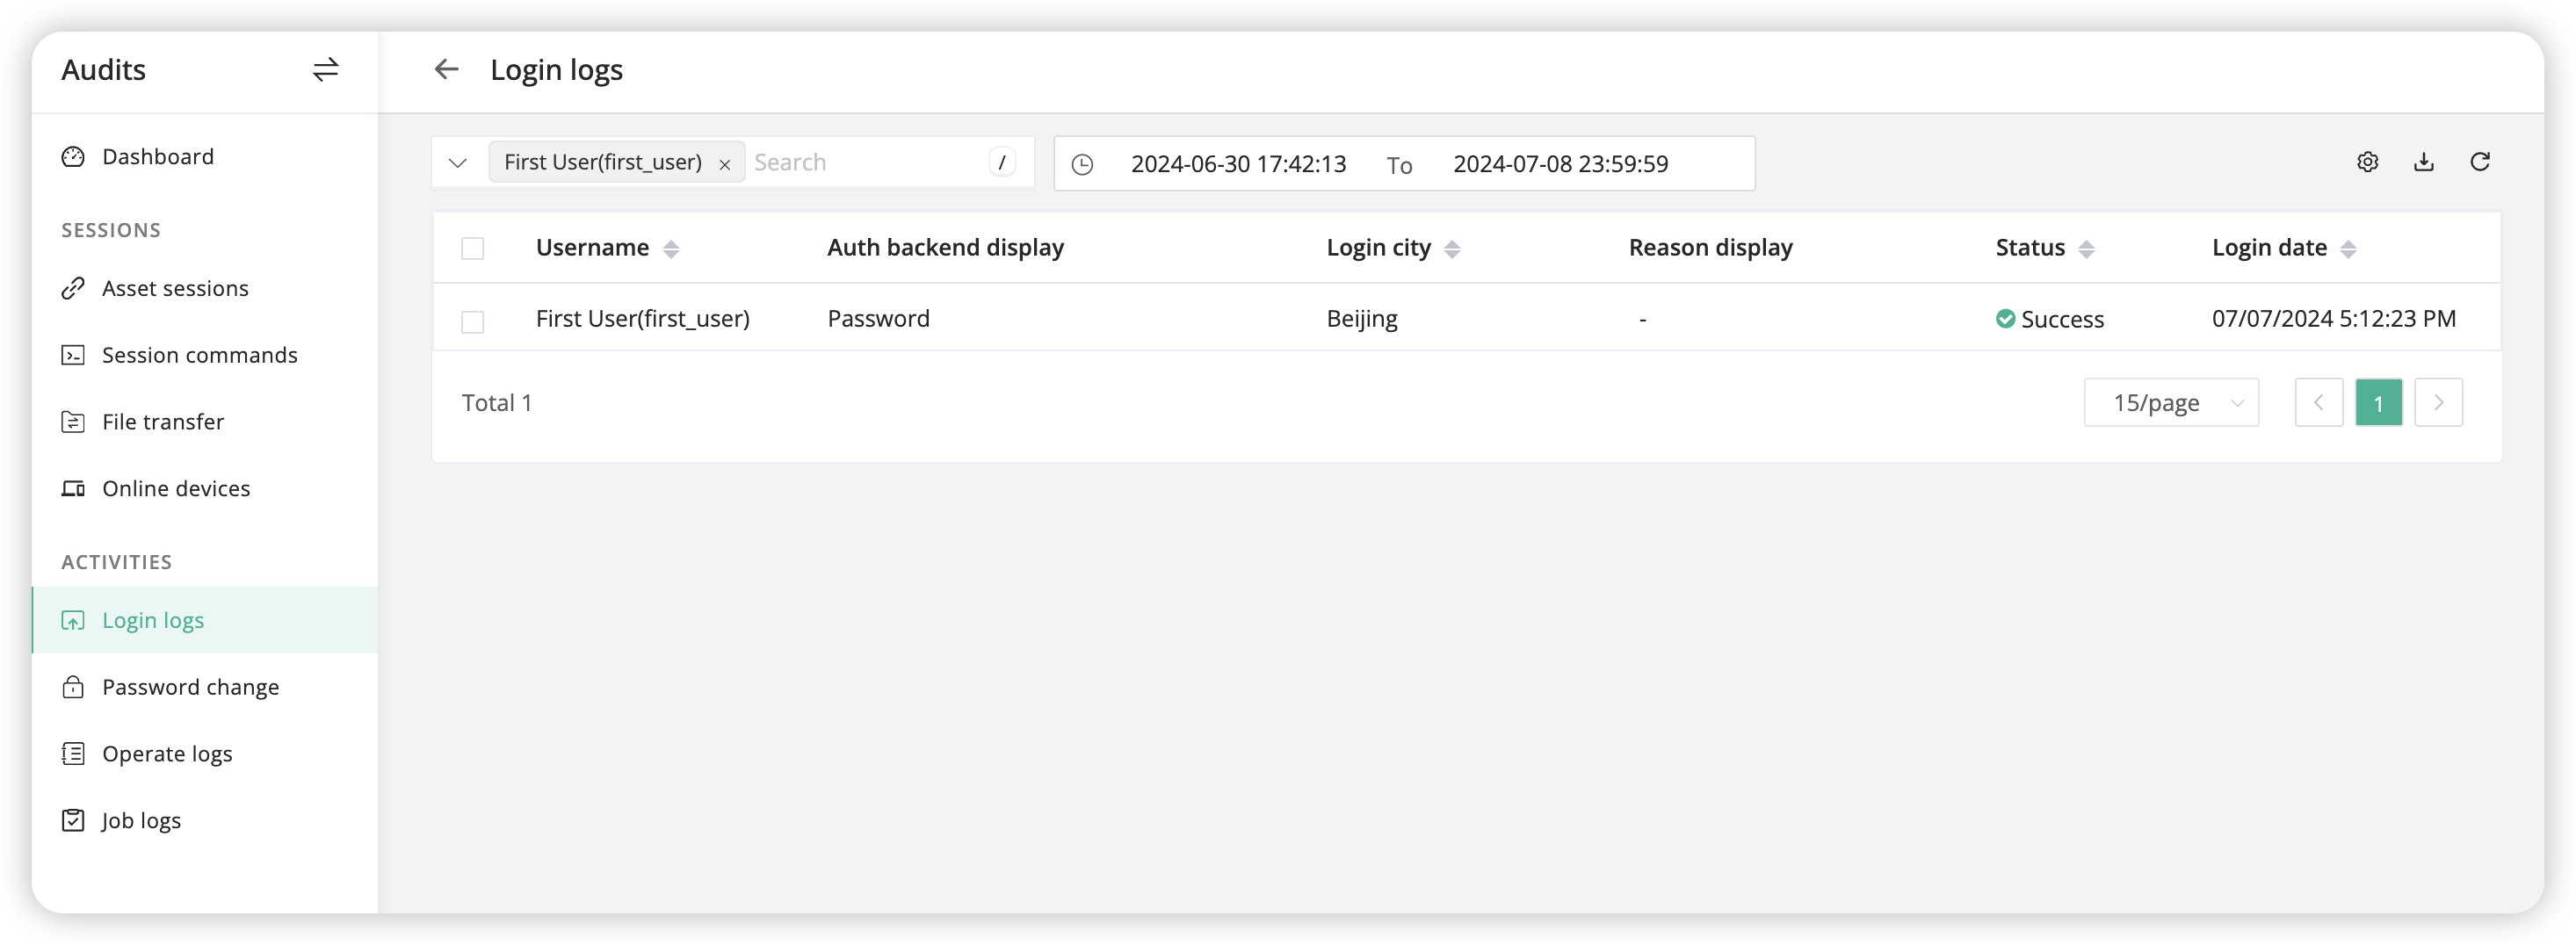 Audits
Dashboard
SESSIONS
Asset sessions
Session commands
File transfer
Online devices
ACTIVITIES
Login logs
Password change
Operate logs
Job logs
Login logs
First User(first_user) × Search /
2024-06-30 17:42:13 To 2024-07-08 23:59:59
Username Auth backend display Login city Reason display Status Login date
First User(first_user) Password Beijing - Success 07/07/2024 5:12:23 PM
Total 1 15/page 1